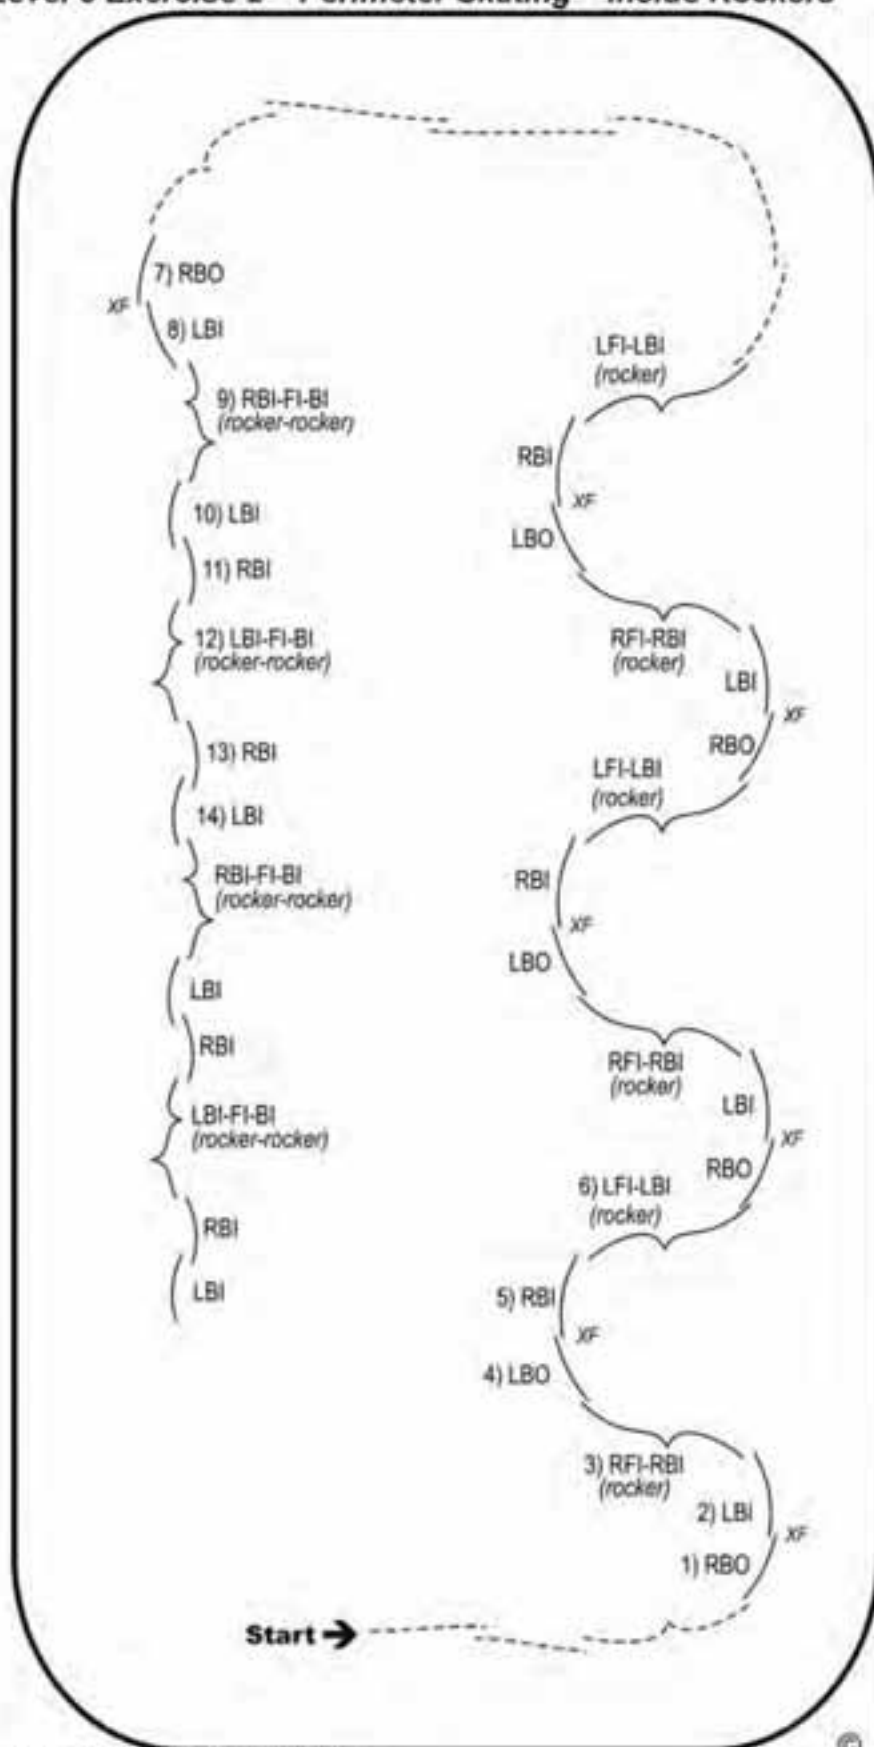 Exercise
Perimeter Skating
Inside Rockers
7) RBO
XF
8) LBI
LFI-LBI
(rocker)
9) RBI-FI-BI
(rocker-rocker)
RBI
XF
10) LBI
LBO
11) RBI
12) LBI-FI-BI
(rocker-rocker)
RFI-RBI
(rocker)
LBI
XF
13) RBI
RBO
LFI-LBI
(rocker)
14) LBI
RBI-FI-BI
(rocker-rocker)
RBI
XF
LBO
LBI
RBI
RFI-RBI
(rocker)
LBI-FI-BI
(rocker-rocker)
LBI
XF
RBO
6) LFI-LBI
(rocker)
RBI
LBI
5) RBI
XF
4) LBO
3) RFI-RBI
(rocker)
2) LBI
XF
1) RBO
Start →
©